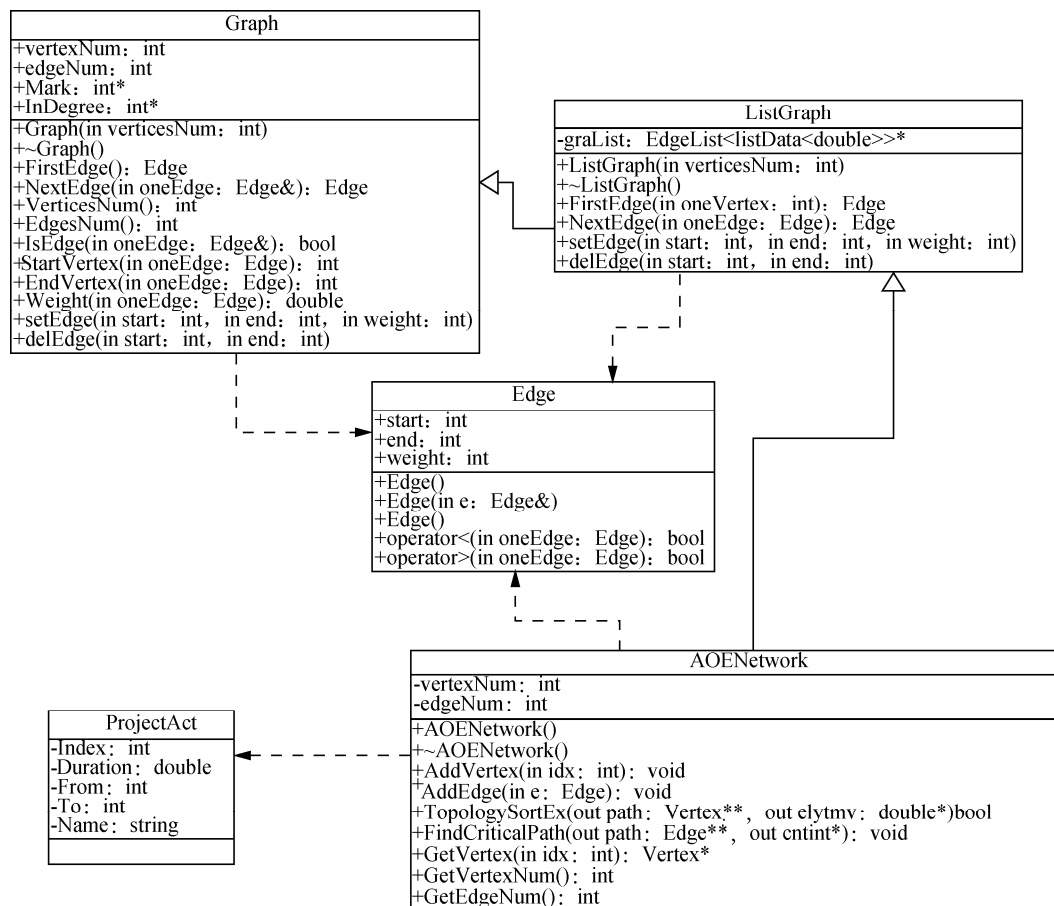 Graph
+vertexNum：int
+edgeNum：int
+Mark：int*
+InDegree：int*
+Graph(in verticesNum：int)
+~Graph()
+FirstEdge()：Edge
+NextEdge(in oneEdge：Edge&)：Edge
+VerticesNum()：int
+EdgesNum()：int
+IsEdge(in oneEdge：Edge&)：bool
+StartVertex(in oneEdge：Edge)：int
+EndVertex(in oneEdge：Edge)：int
+Weight(in oneEdge：Edge)：double
+setEdge(in start：int，in end：int，in weight：int)
+delEdge(in start：int，in end：int)
ListGraph
-graList：EdgeList<listData<double>>*
+ListGraph(in verticesNum：int)
+~ListGraph()
+FirstEdge(in oneVertex：int)：Edge
+NextEdge(in oneEdge：Edge)：Edge
+setEdge(in start：int，in end：int，in weight：int)
+delEdge(in start：int，in end：int)
Edge
+start：int
+end：int
+weight：int
+Edge()
+Edge(in e：Edge&)
+Edge()
+operator<(in oneEdge：Edge)：bool
+operator>(in oneEdge：Edge)：bool
ProjectAct
-Index：int
-Duration：double
-From：int
-To：int
-Name：string
AOENetwork
-vertexNum：int
-edgeNum：int
+AOENetwork()
+~AOENetwork()
+AddVertex(in idx：int)：void
+AddEdge(in e：Edge)：void
+TopologySortEx(out path：Vertex**，out elytmv：double*)bool
+FindCriticalPath(out path：Edge**，out cntint*)：void
+GetVertex(in idx：int)：Vertex*
+GetVertexNum()：int
+GetEdgeNum()：int